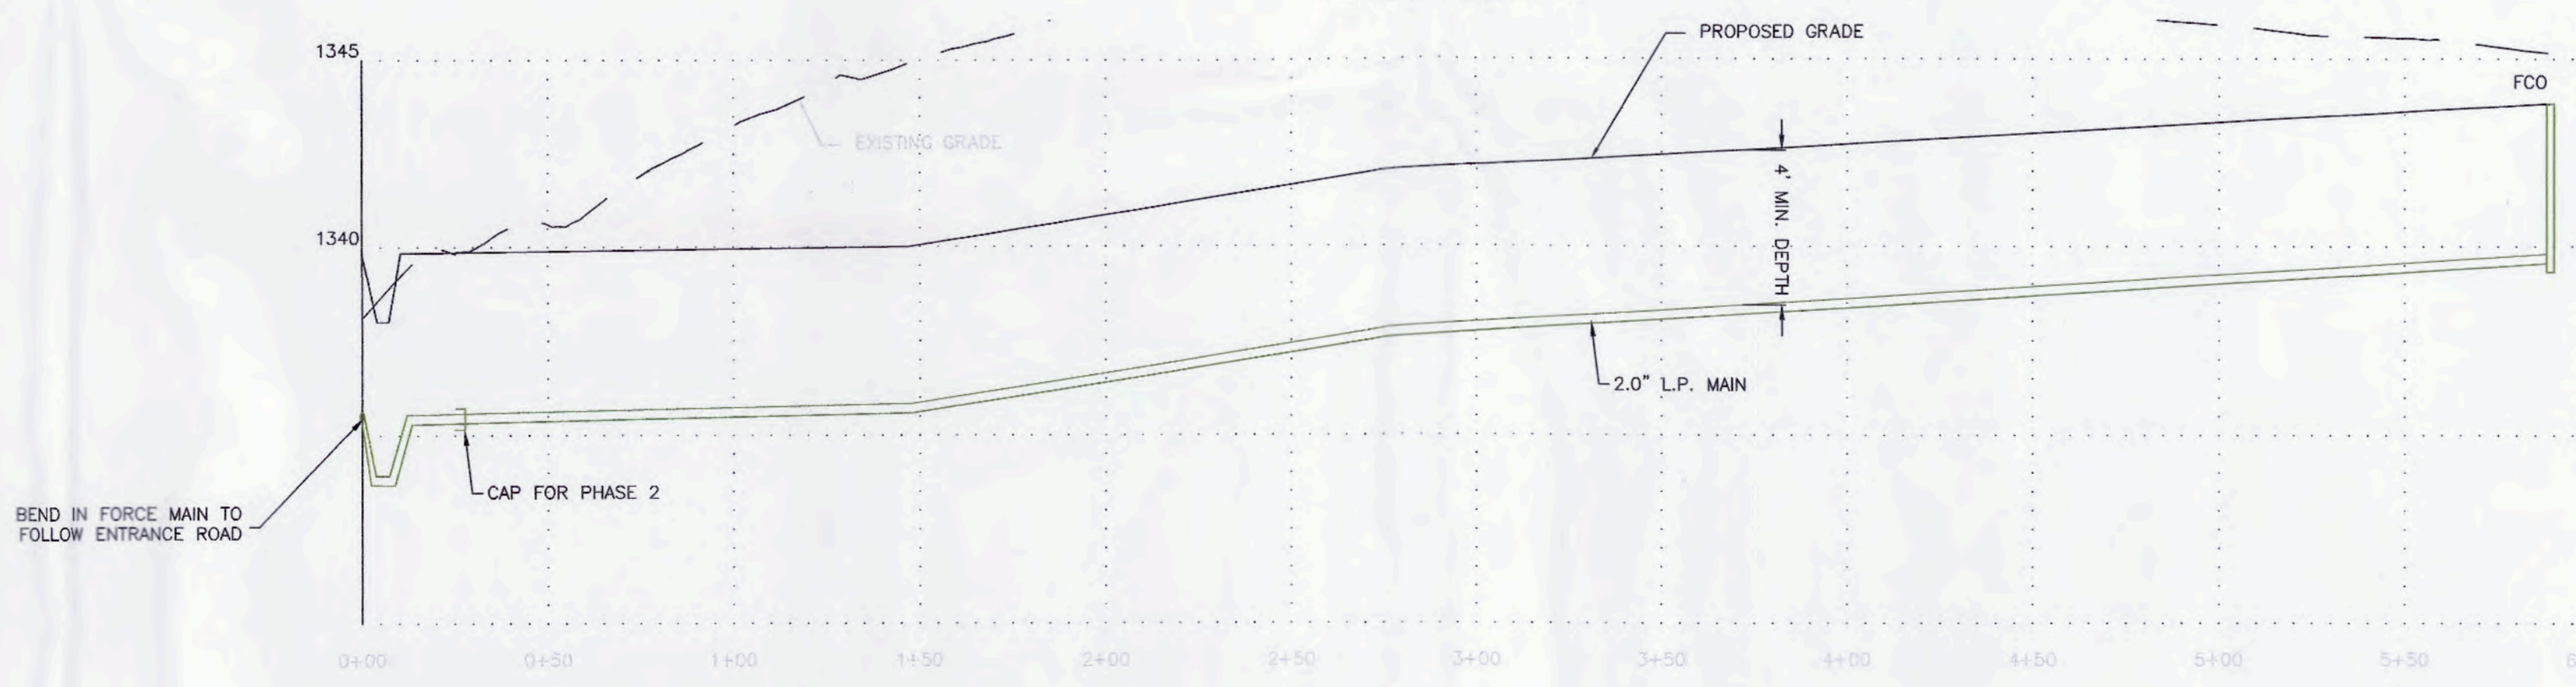 1345
PROPOSED GRADE
FCO
EXISTING GRADE
4' MIN. DEPTH
1340
2.0" L.P. MAIN
CAP FOR PHASE 2
BEND IN FORCE MAIN TO
FOLLOW ENTRANCE ROAD
0+00 0+50 1+00 1+50 2+00 2+50 3+00 3+50 4+00 4+50 5+00 5+50